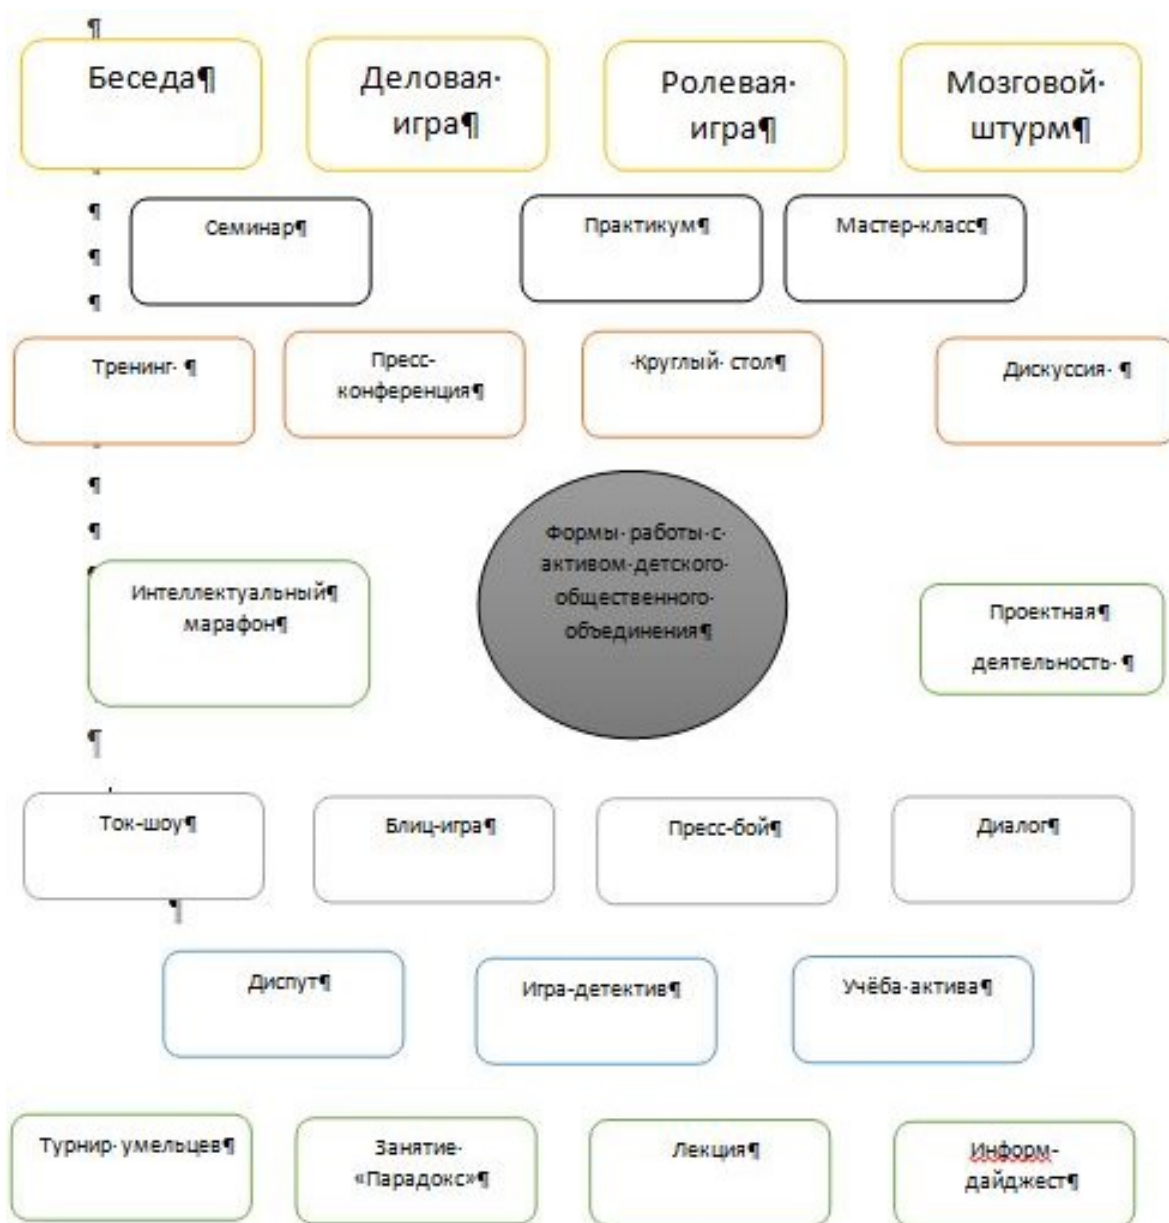 Беседа¶
Деловая·
игра¶
Ролевая·
игра¶
Мозговой·
штурм¶
Семинар¶
Практикум¶
Мастер-класс¶
Тренинг· ¶
Пресс-
конференция¶
·Круглый· стол¶
Дискуссия· ¶
Формы·работы·с·
активом·детского·
общественного·
объединения¶
Интеллектуальный¶
марафон¶
Проектная¶
деятельность· ¶
Ток-шоу¶
Блиц-игра¶
Пресс-бой¶
Диалог¶
Диспут¶
Игра-детектив¶
Учёба·актива¶
Турнир·умельцев¶
Занятие·
«Парадокс»¶
Лекция¶
Информ-
дайджест¶